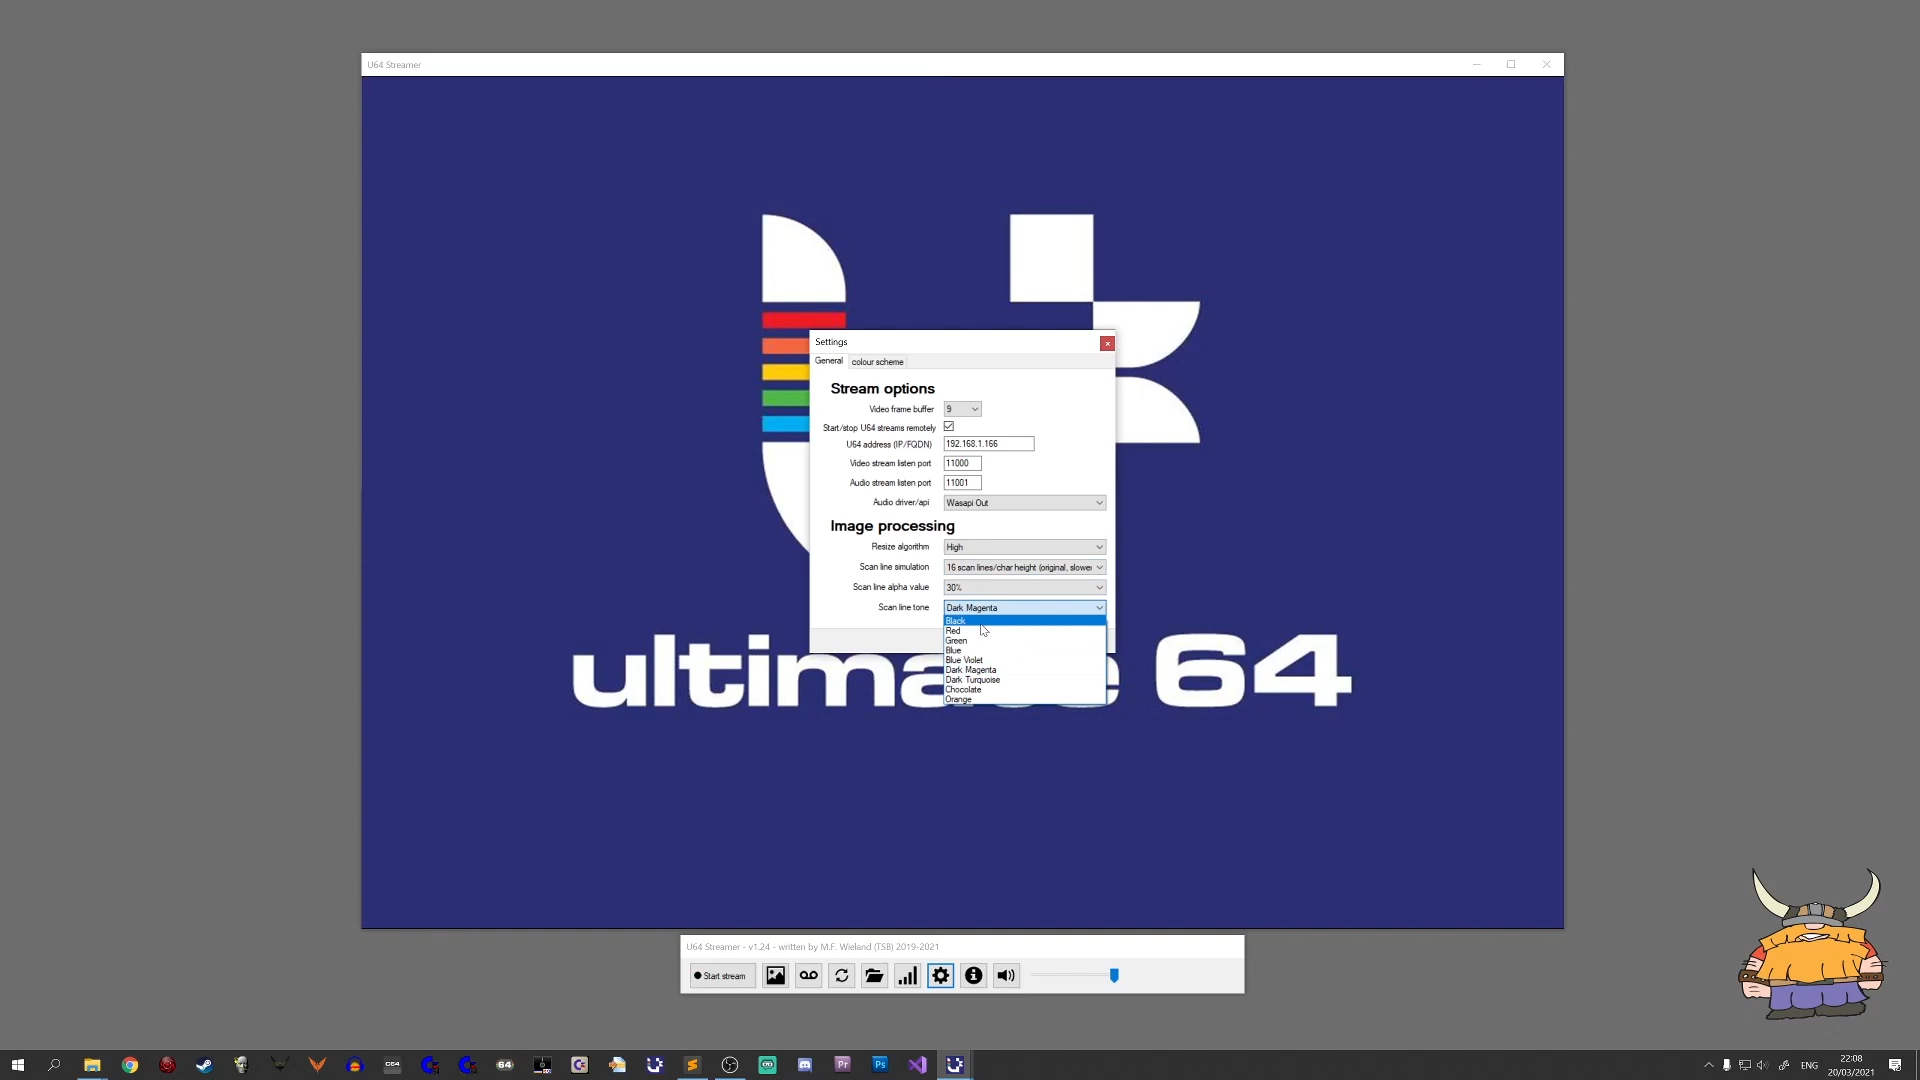 U64 Streamer
Settings
General
colour scheme
Stream options
Video frame buffer
9
Start/stop U64 streams remotely
U64 address (IP/FQDN)
192.168.1.166
Video stream listen port
11000
Audio stream listen port
11001
Audio driver/api
Wasapi Out
Image processing
Resize algorithm
High
Scan line simulation
16 scan lines/char height (original, slower
Scan line alpha value
30%
Scan line tone
Dark Magenta
Black
Red
Green
Blue
Blue Violet
Dark Magenta
Dark Turquoise
Chocolate
Orange
ultima e 64
U64 Streamer - v1.24 - written by M.F. Wieland (TSB) 2019-2021
Start stream
C64
64
Pr
Ps
ENG
22:08
20/03/2021